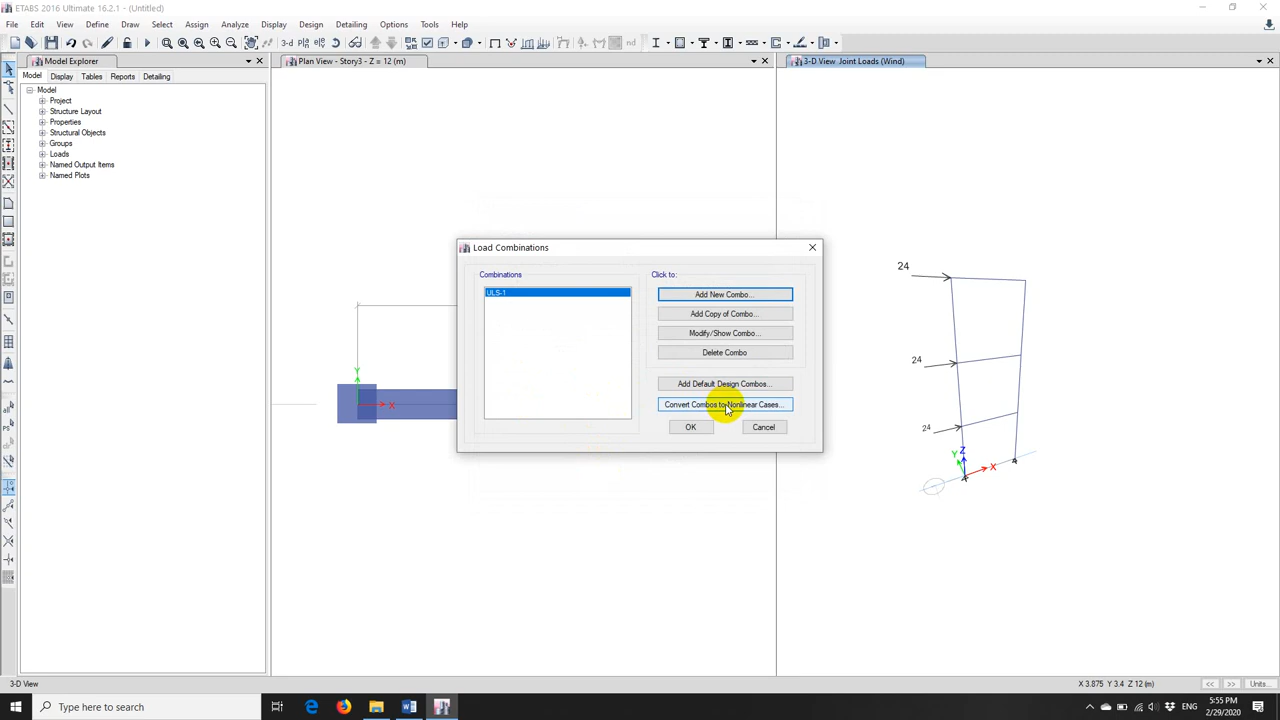 ETABS 2016 Ultimate 16.2.1 - (Untitled)
File Edit View Define Draw Select Assign Analyze Display Design Detailing Options Tools Help
3-d
nd
Model Explorer
Plan View - Story3 - Z = 12 (m)
3-D View Joint Loads (Wind)
Model Display Tables Reports Detailing
Model
Project
Structure Layout
Properties
Structural Objects
Groups
Loads
Named Output Items
Named Plots
Load Combinations
Combinations
ULS-1
Click to:
Add New Combo...
Add Copy of Combo...
Modify/Show Combo...
Delete Combo
Add Default Design Combos...
Convert Combos to Nonlinear Cases...
OK
Cancel
Y
X
24
24
24
Z
Y
X
3-D View
X 3.875 Y 3.4 Z 12 (m)
<<
>>
Units...
Type here to search
ENG
5:55 PM
2/29/2020